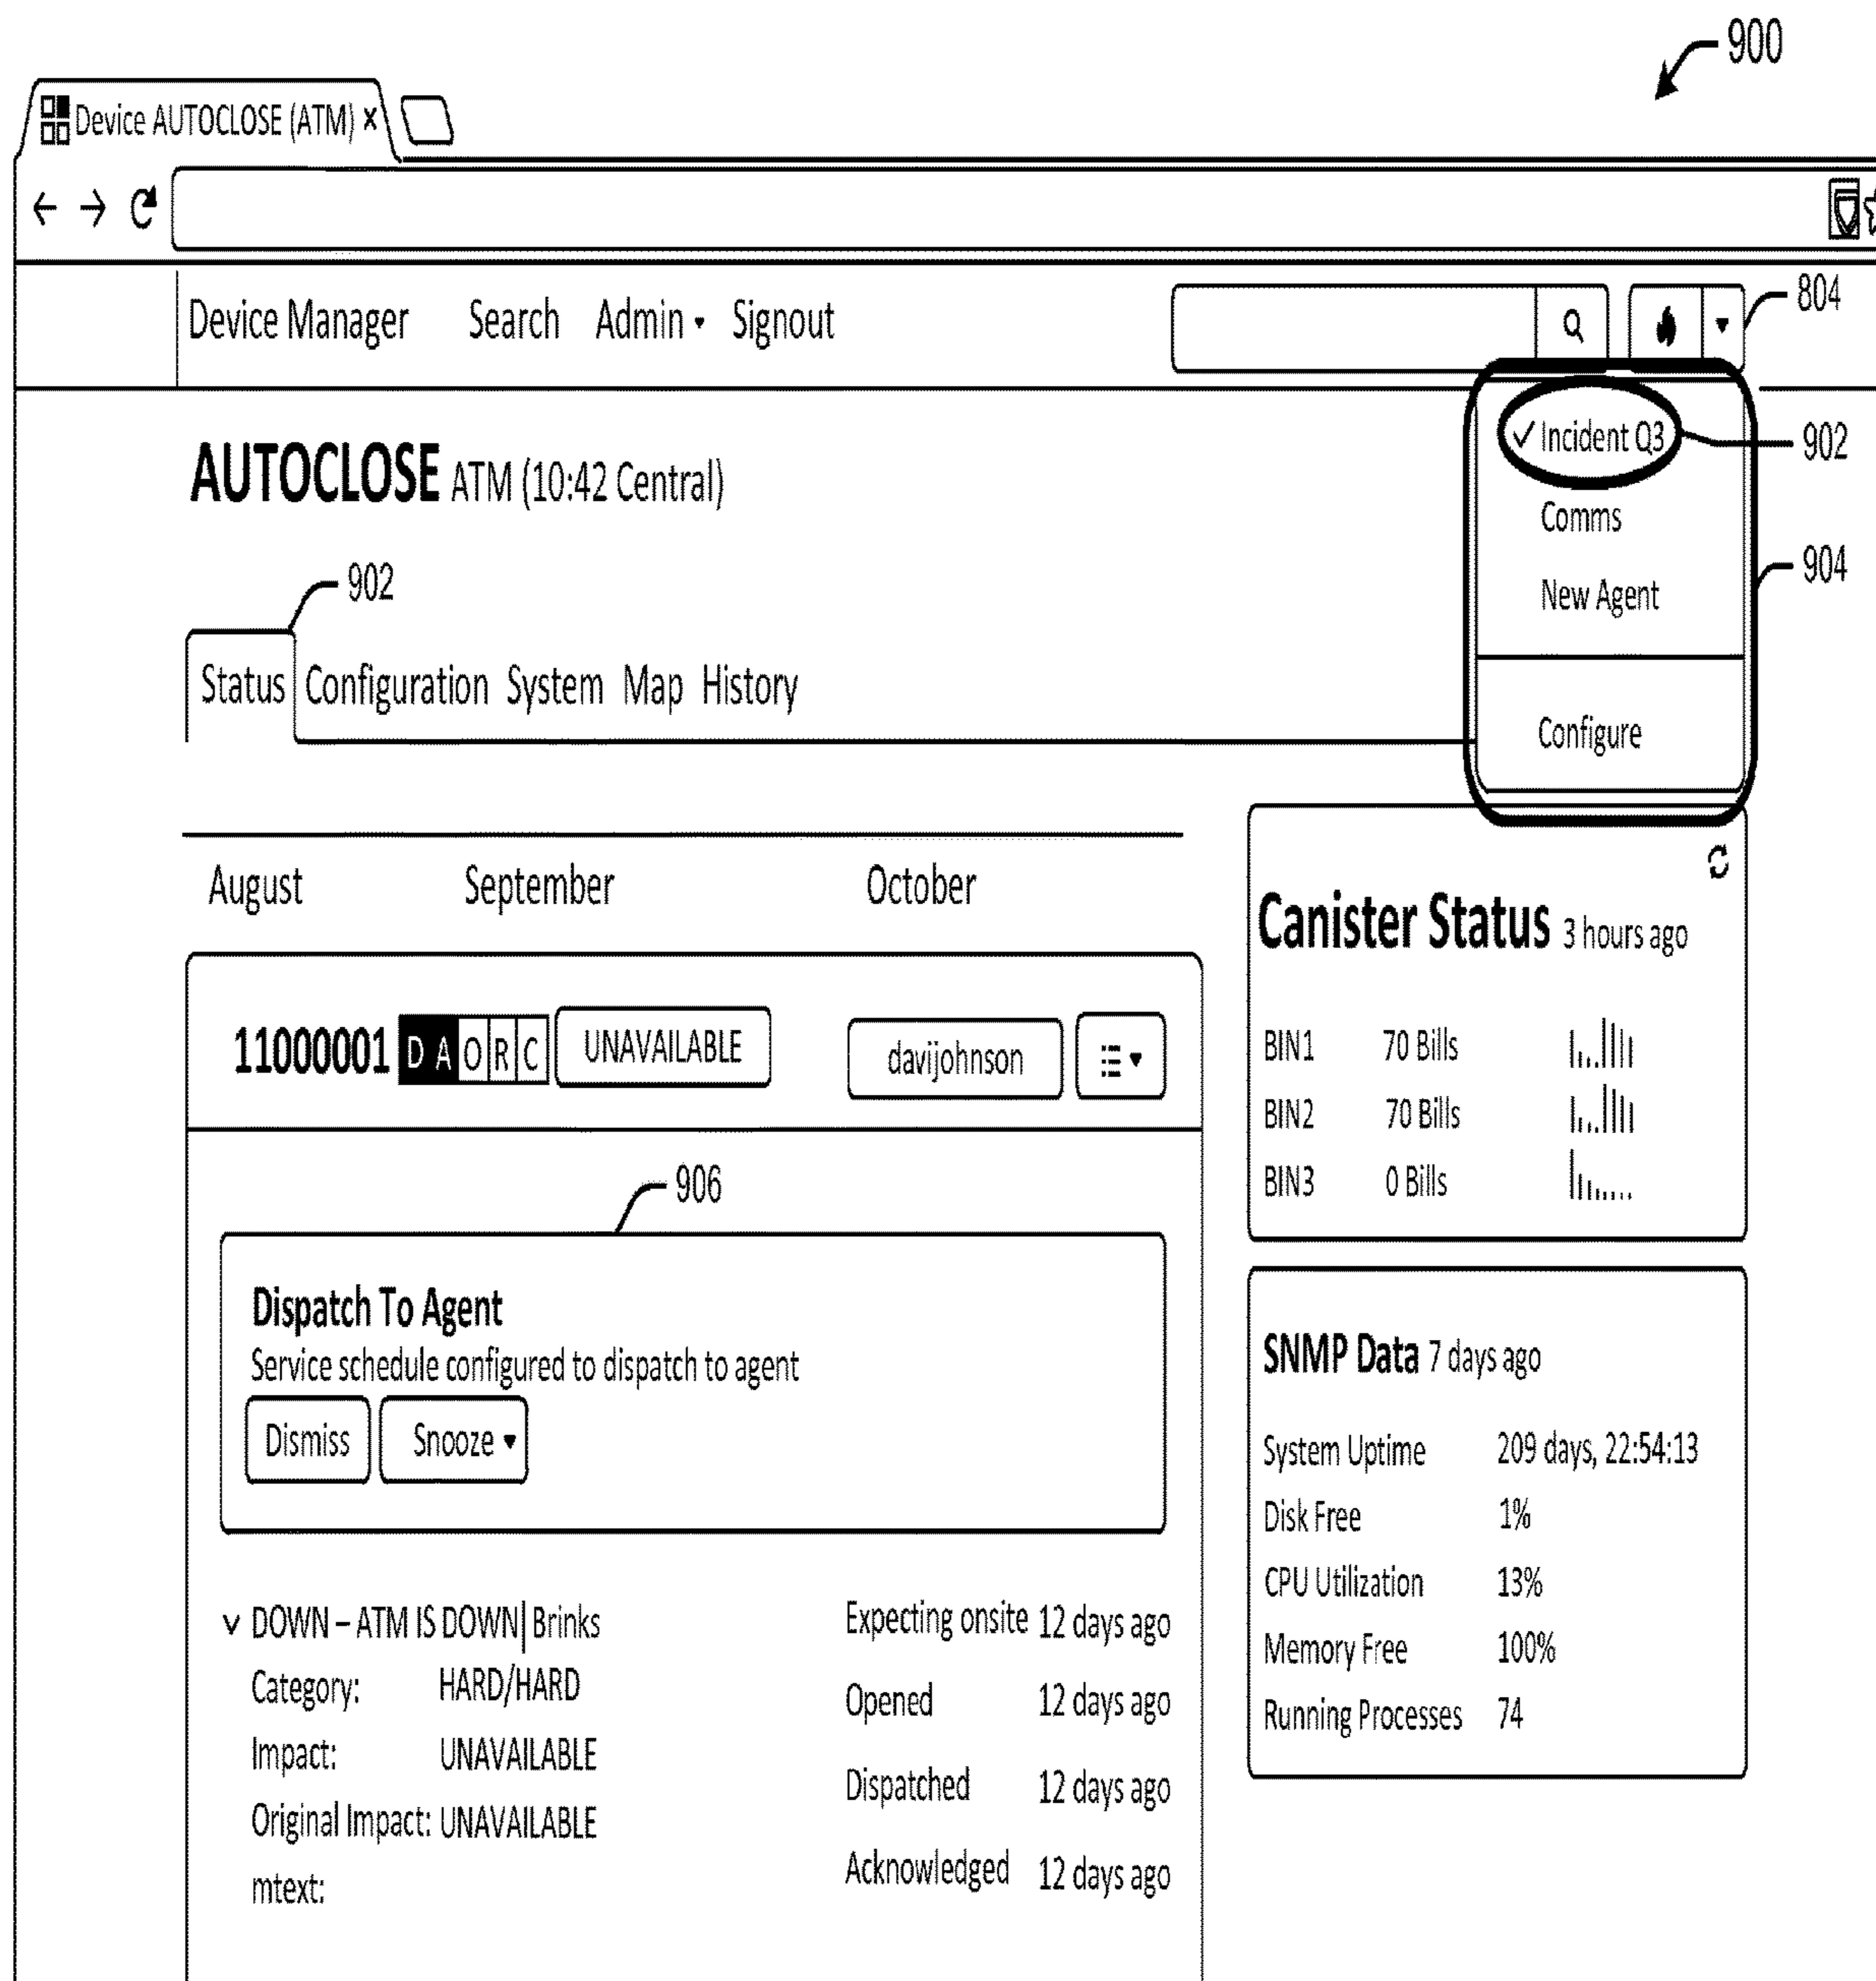 900
Device AUTOCLOSE (ATM) ×
Device Manager Search Admin Signout
804
✓ Incident Q3
902
Comms
New Agent
904
Configure
AUTOCLOSE ATM (10:42 Central)
902
Status Configuration System Map History
August September October
11000001 D A O R C UNAVAILABLE davijohnson
906
Dispatch To Agent
Service schedule configured to dispatch to agent
Dismiss Snooze
DOWN – ATM IS DOWN| Brinks
Category: HARD/HARD
Impact: UNAVAILABLE
Original Impact: UNAVAILABLE
mtext:
Expecting onsite 12 days ago
Opened 12 days ago
Dispatched 12 days ago
Acknowledged 12 days ago
Canister Status 3 hours ago
BIN1 70 Bills
BIN2 70 Bills
BIN3 0 Bills
SNMP Data 7 days ago
System Uptime 209 days, 22:54:13
Disk Free 1%
CPU Utilization 13%
Memory Free 100%
Running Processes 74